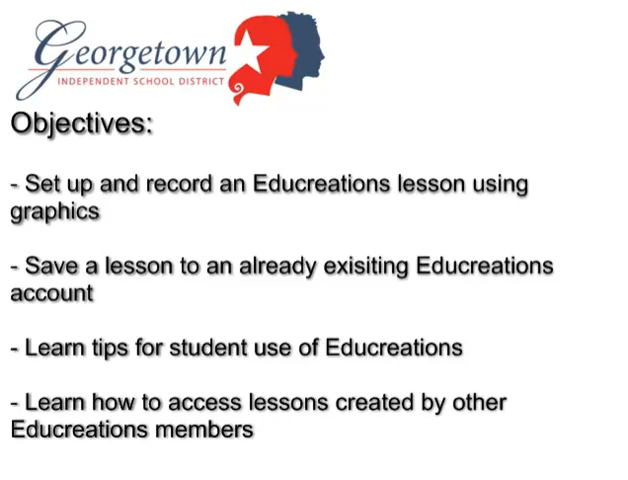 Georgetown
INDEPENDENT SCHOOL DISTRICT
Objectives:
- Set up and record an Educreations lesson using
graphics
- Save a lesson to an already exisiting Educreations
account
- Learn tips for student use of Educreations
- Learn how to access lessons created by other
Educreations members